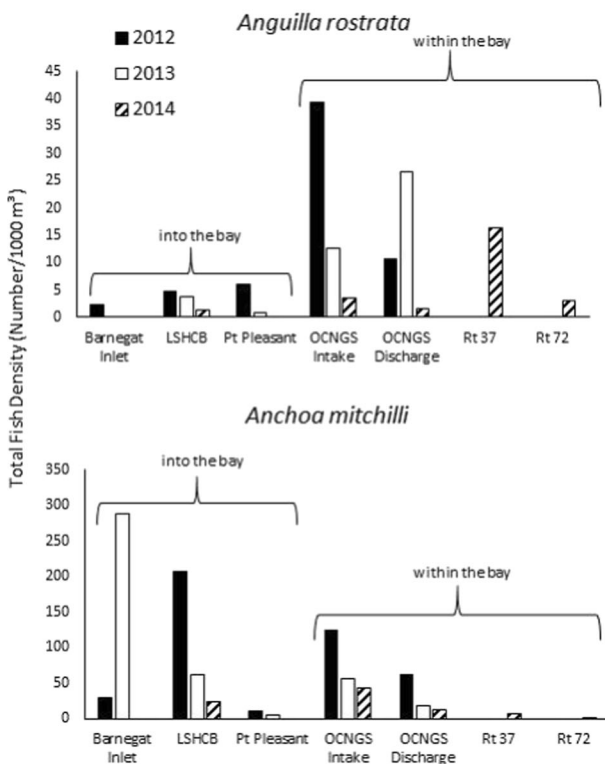 Anguilla rostrata
2012
2013
2014
within the bay
into the bay
45
40
35
30
25
20
15
10
5
0
Barnegat
Inlet
LSHCB
Pt Pleasant
OCNGS
Intake
OCNGS
Discharge
Rt 37
Rt 72
Total Fish Density (Number/1000 m³)
Anchoa mitchilli
into the bay
within the bay
350
300
250
200
150
100
50
0
Barnegat
Inlet
LSHCB
Pt Pleasant
OCNGS
Intake
OCNGS
Discharge
Rt 37
Rt 72